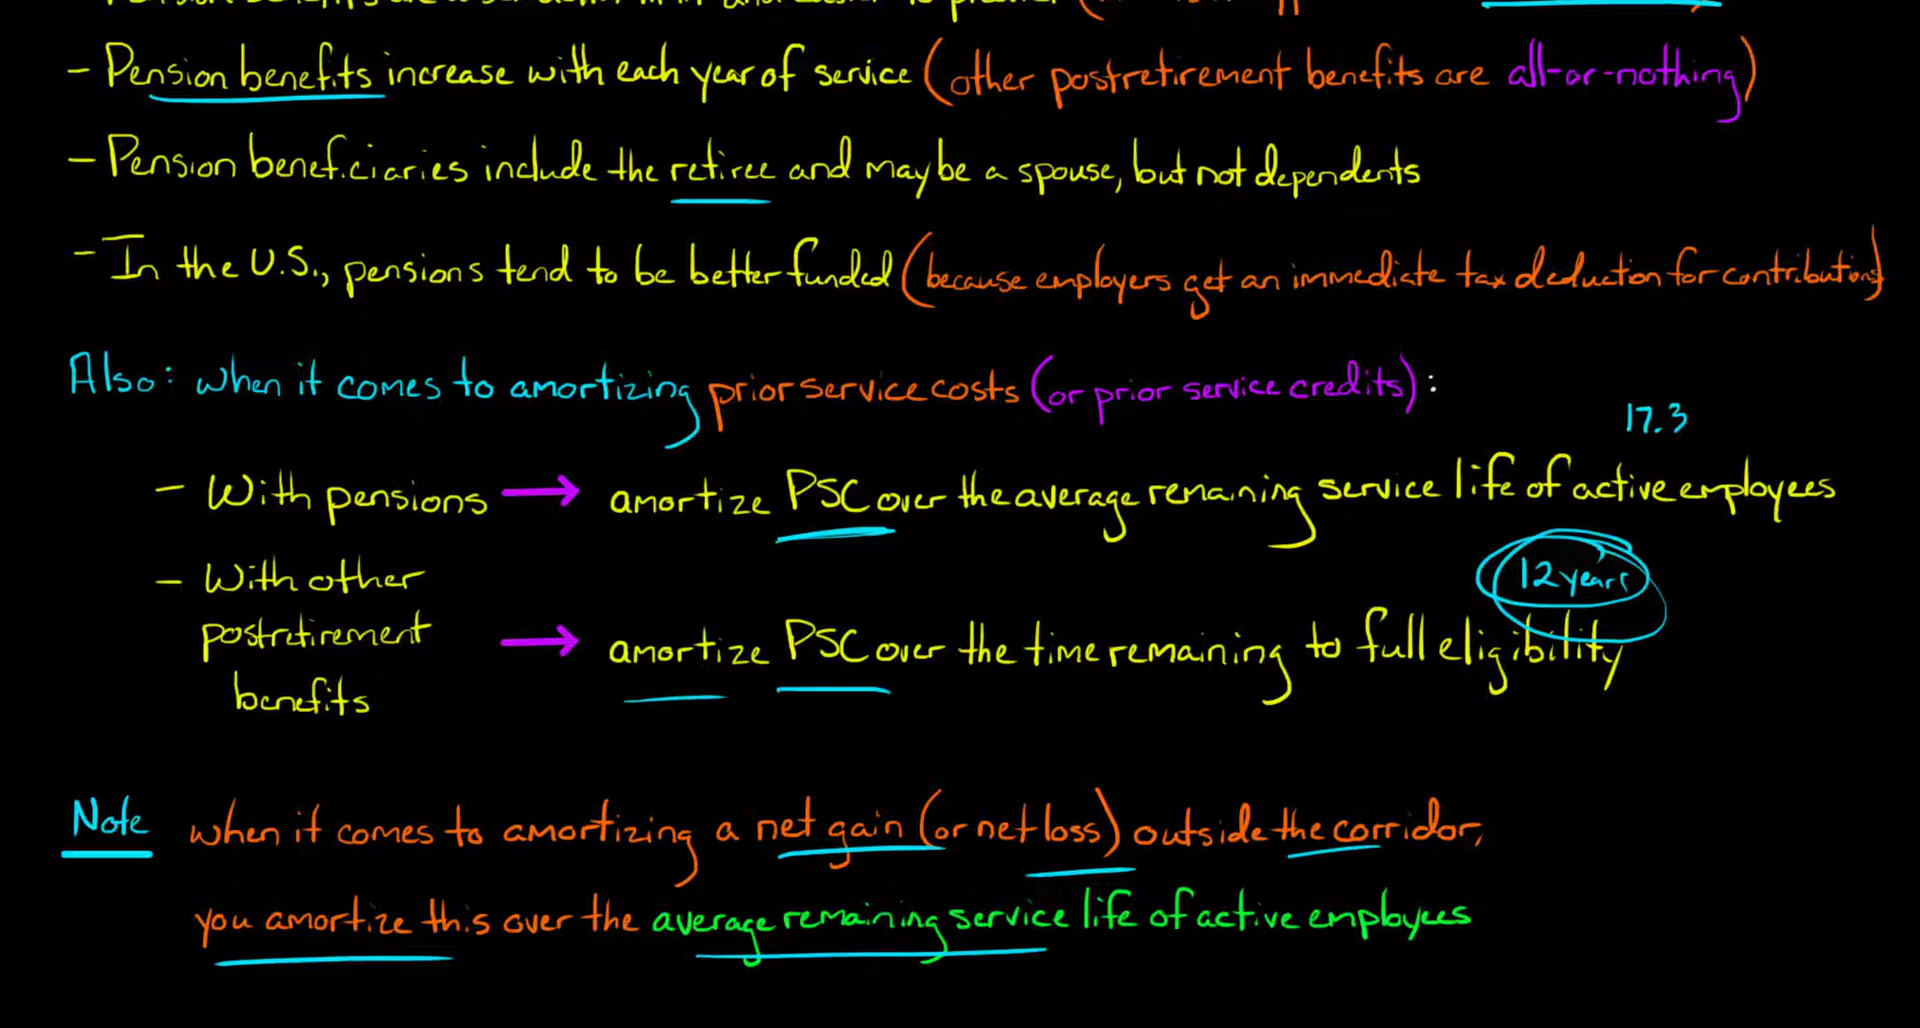 - Pension benefits increase with each year of service (other postretirement benefits are all-or-nothing)
- Pension beneficiaries include the retiree and maybe a spouse, but not dependents
- In the U.S., pensions tend to be better funded (because employers get an immediate tax deduction for contributions)
Also: when it comes to amortizing prior service costs (or prior service credits):
17.3
- With pensions → amortize PSC over the average remaining service life of active employees
12 years
- With other
postretirement → amortize PSC over the time remaining to full eligibility
benefits
Note when it comes to amortizing a net gain (or net loss) outside the corridor,
you amortize this over the average remaining service life of active employees